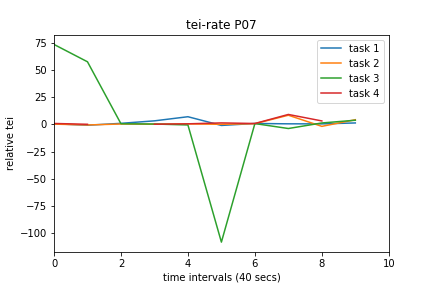 tei-rate P07
task 1
task 2
task 3
task 4
relative tei
75
50
25
0
−25
−50
−75
−100
0 2 4 6 8 10
time intervals (40 secs)